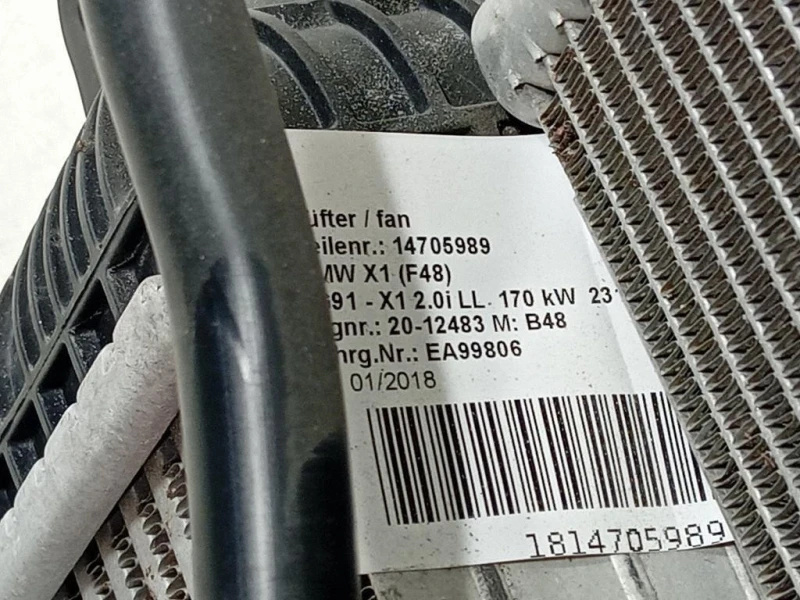 üfter / fan
eilenr.: 14705989
MW X1 (F48)
91 - X1 2.0i LL 170 kW 231
gnr.: 20-12483 M: B48
hrg.Nr.: EA99806
01/2018
1814705989